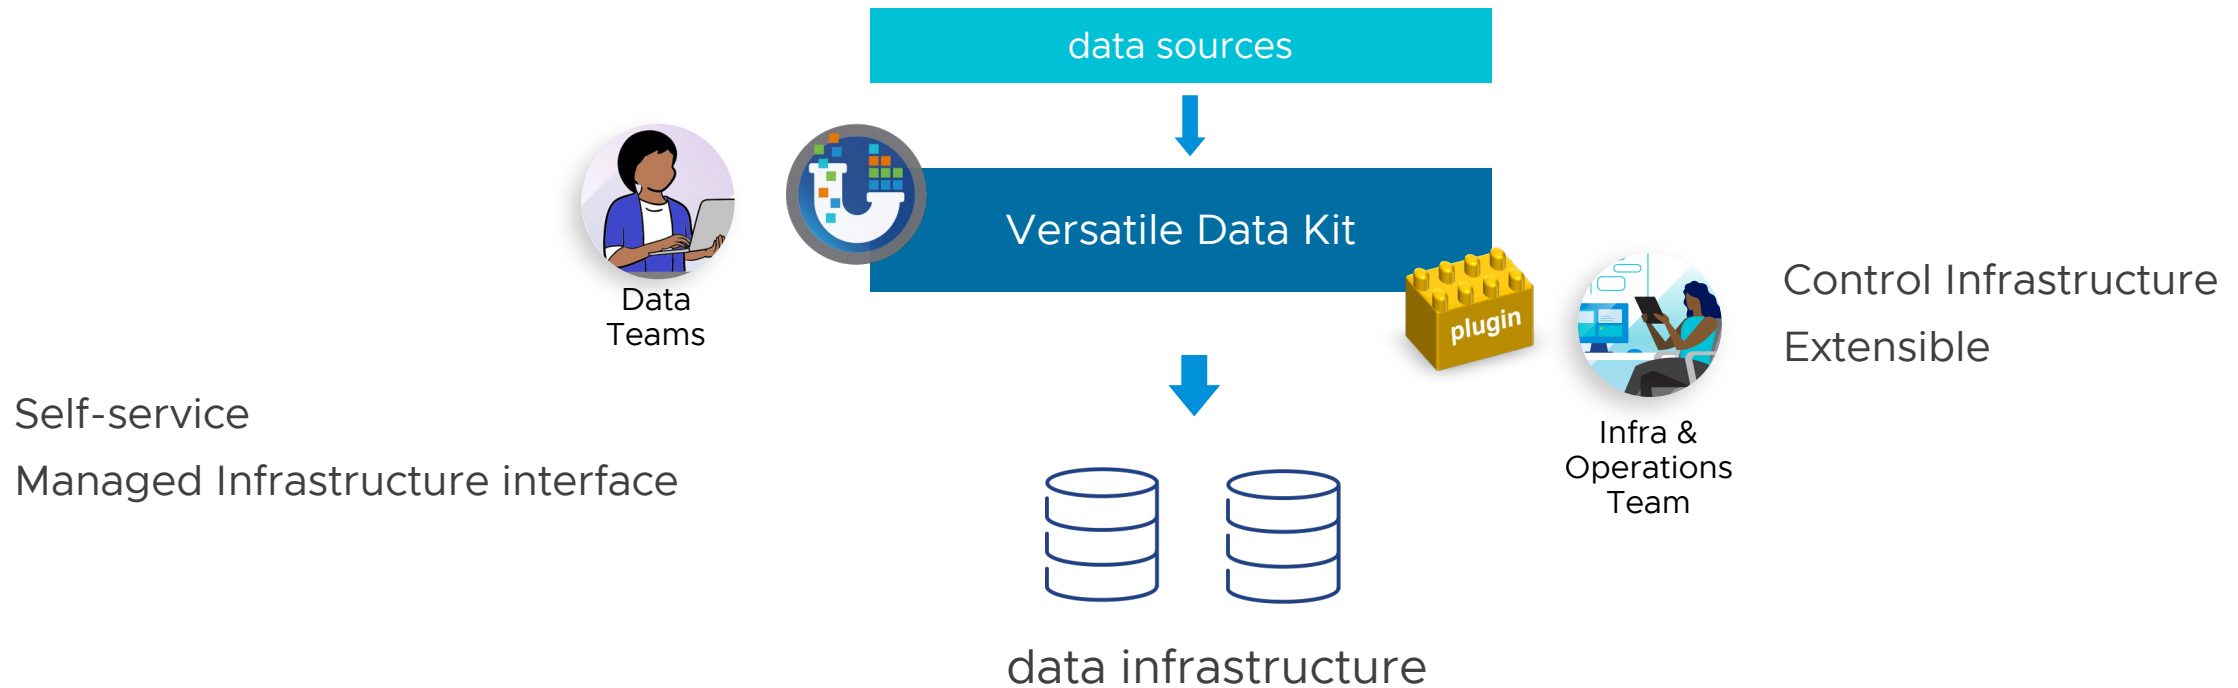 data sources
Versatile Data Kit
Data
Teams
plugin
Control Infrastructure
Extensible
Self-service
Managed Infrastructure interface
Infra &
Operations
Team
data infrastructure